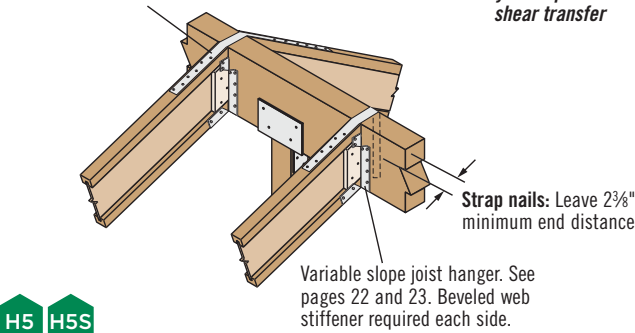 shear transfer
Strap nails: Leave 2⅜"
minimum end distance
Variable slope joist hanger. See
pages 22 and 23. Beveled web
stiffener required each side.
H5 H5S